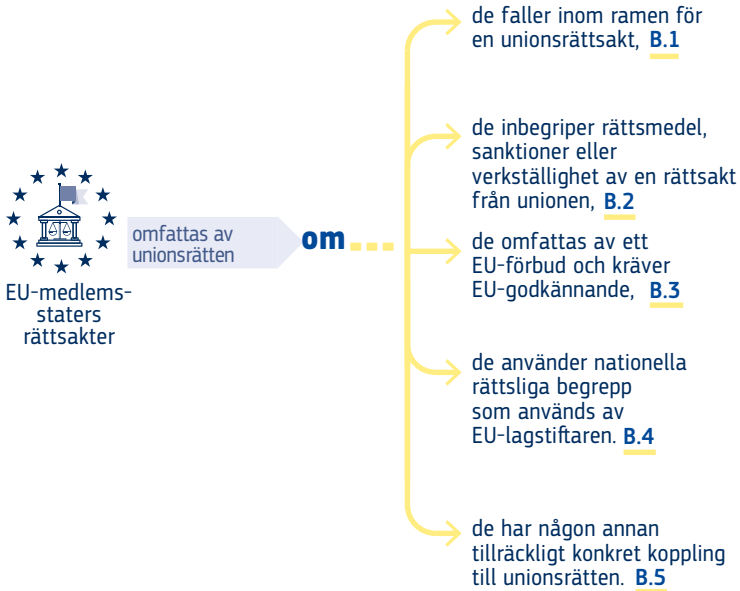 EU-medlems-
staters
rättsakter
omfattas av
unionsrätten
om
de faller inom ramen för
en unionsrättsakt, B.1
de inbegriper rättsmedel,
sanktioner eller
verkställighet av en rättsakt
från unionen, B.2
de omfattas av ett
EU-förbud och kräver
EU-godkännande, B.3
de använder nationella
rättsliga begrepp
som används av
EU-lagstiftaren. B.4
de har någon annan
tillräckligt konkret koppling
till unionsrätten. B.5